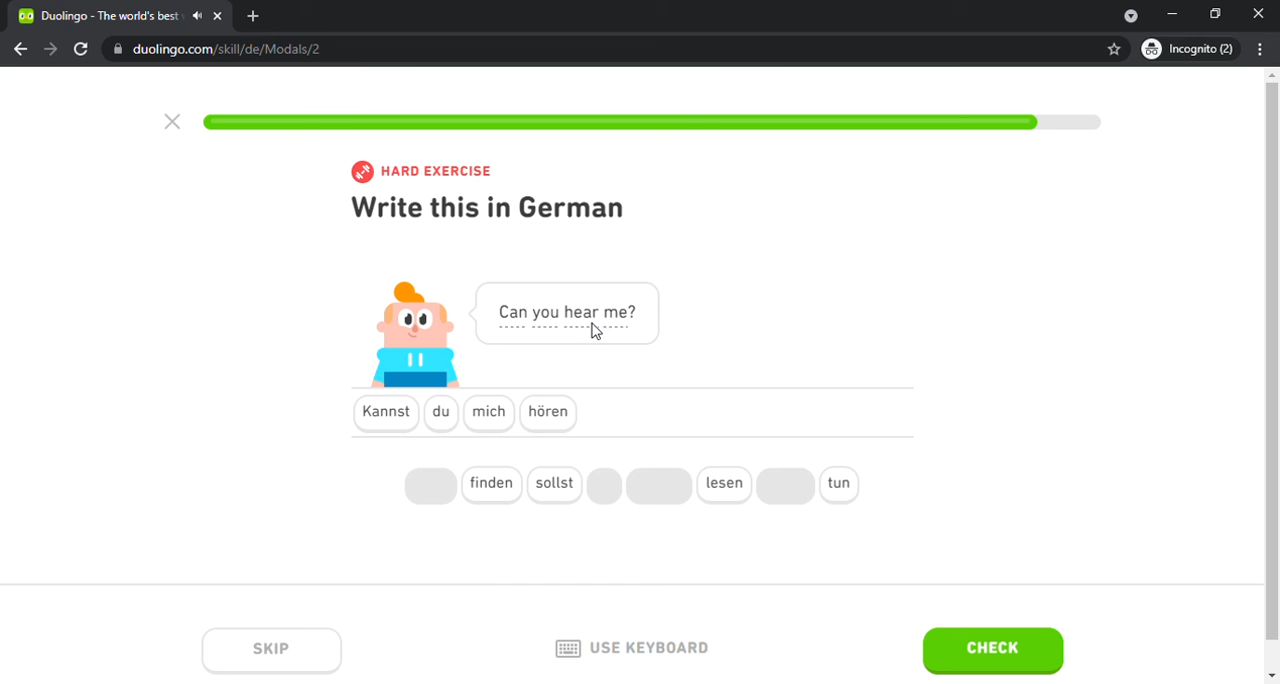 Duolingo - The world's best
duolingo.com/skill/de/Modals/2
Incognito (2)
HARD EXERCISE
Write this in German
Can you hear me?
Kannst du mich hören
finden sollst lesen tun
SKIP
USE KEYBOARD
CHECK